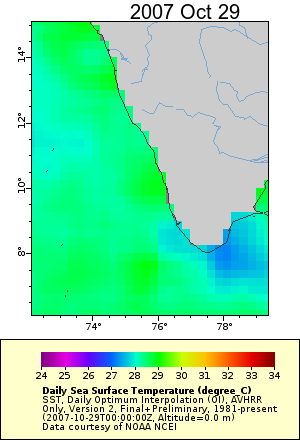 2007 Oct 29
14°
12°
10°
8°
74° 76° 78°
24 25 26 27 28 29 30 31 32 33 34
Daily Sea Surface Temperature (degree_C)
SST, Daily Optimum Interpolation (OI), AVHRR
Only, Version 2, Final+Preliminary, 1981-present
(2007-10-29T00:00:00Z, Altitude=0.0 m)
Data courtesy of NOAA NCEI